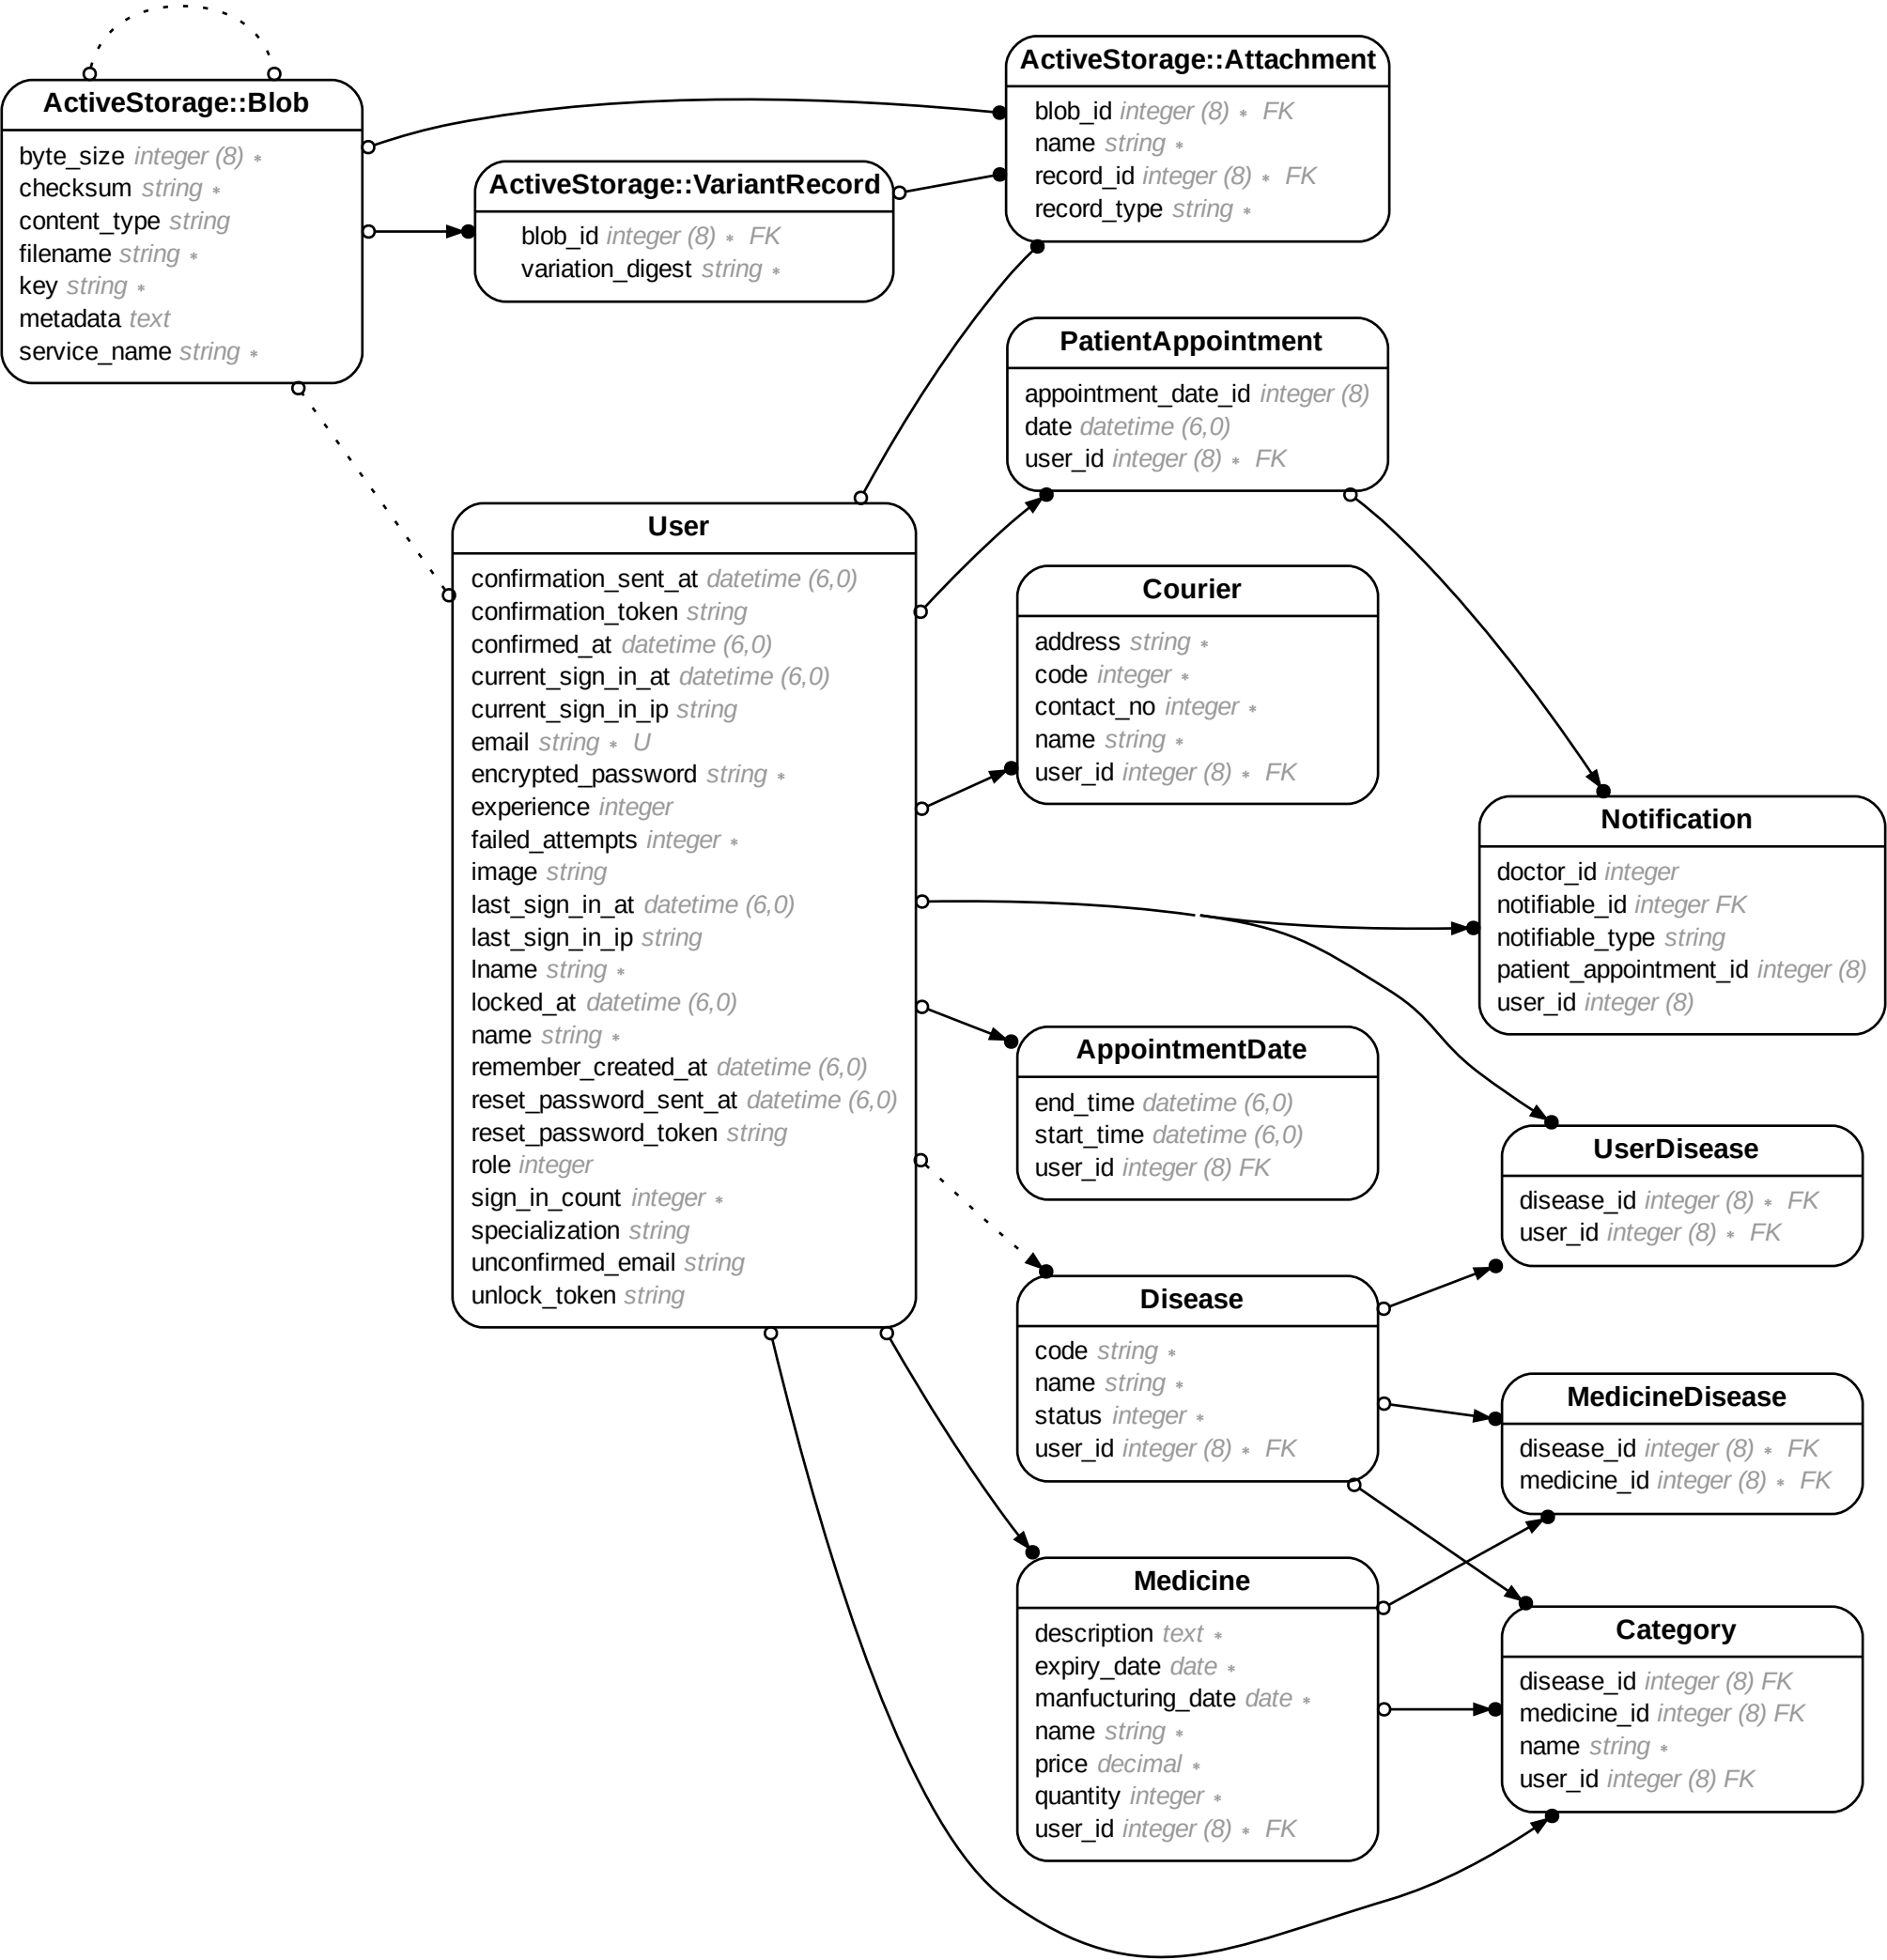 ActiveStorage::Blob
byte_size integer (8) *
checksum string *
content_type string
filename string *
key string *
metadata text
service_name string *
ActiveStorage::Attachment
blob_id integer (8) * FK
name string *
record_id integer (8) * FK
record_type string *
ActiveStorage::VariantRecord
blob_id integer (8) * FK
variation_digest string *
PatientAppointment
appointment_date_id integer (8)
date datetime (6,0)
user_id integer (8) * FK
User
confirmation_sent_at datetime (6,0)
confirmation_token string
confirmed_at datetime (6,0)
current_sign_in_at datetime (6,0)
current_sign_in_ip string
email string * U
encrypted_password string *
experience integer
failed_attempts integer *
image string
last_sign_in_at datetime (6,0)
last_sign_in_ip string
lname string *
locked_at datetime (6,0)
name string *
remember_created_at datetime (6,0)
reset_password_sent_at datetime (6,0)
reset_password_token string
role integer
sign_in_count integer *
specialization string
unconfirmed_email string
unlock_token string
Courier
address string *
code integer *
contact_no integer *
name string *
user_id integer (8) * FK
Notification
doctor_id integer
notifiable_id integer FK
notifiable_type string
patient_appointment_id integer (8)
user_id integer (8)
AppointmentDate
end_time datetime (6,0)
start_time datetime (6,0)
user_id integer (8) FK
UserDisease
disease_id integer (8) * FK
user_id integer (8) * FK
Disease
code string *
name string *
status integer *
user_id integer (8) * FK
MedicineDisease
disease_id integer (8) * FK
medicine_id integer (8) * FK
Medicine
description text *
expiry_date date *
manfucturing_date date *
name string *
price decimal *
quantity integer *
user_id integer (8) * FK
Category
disease_id integer (8) FK
medicine_id integer (8) FK
name string *
user_id integer (8) FK